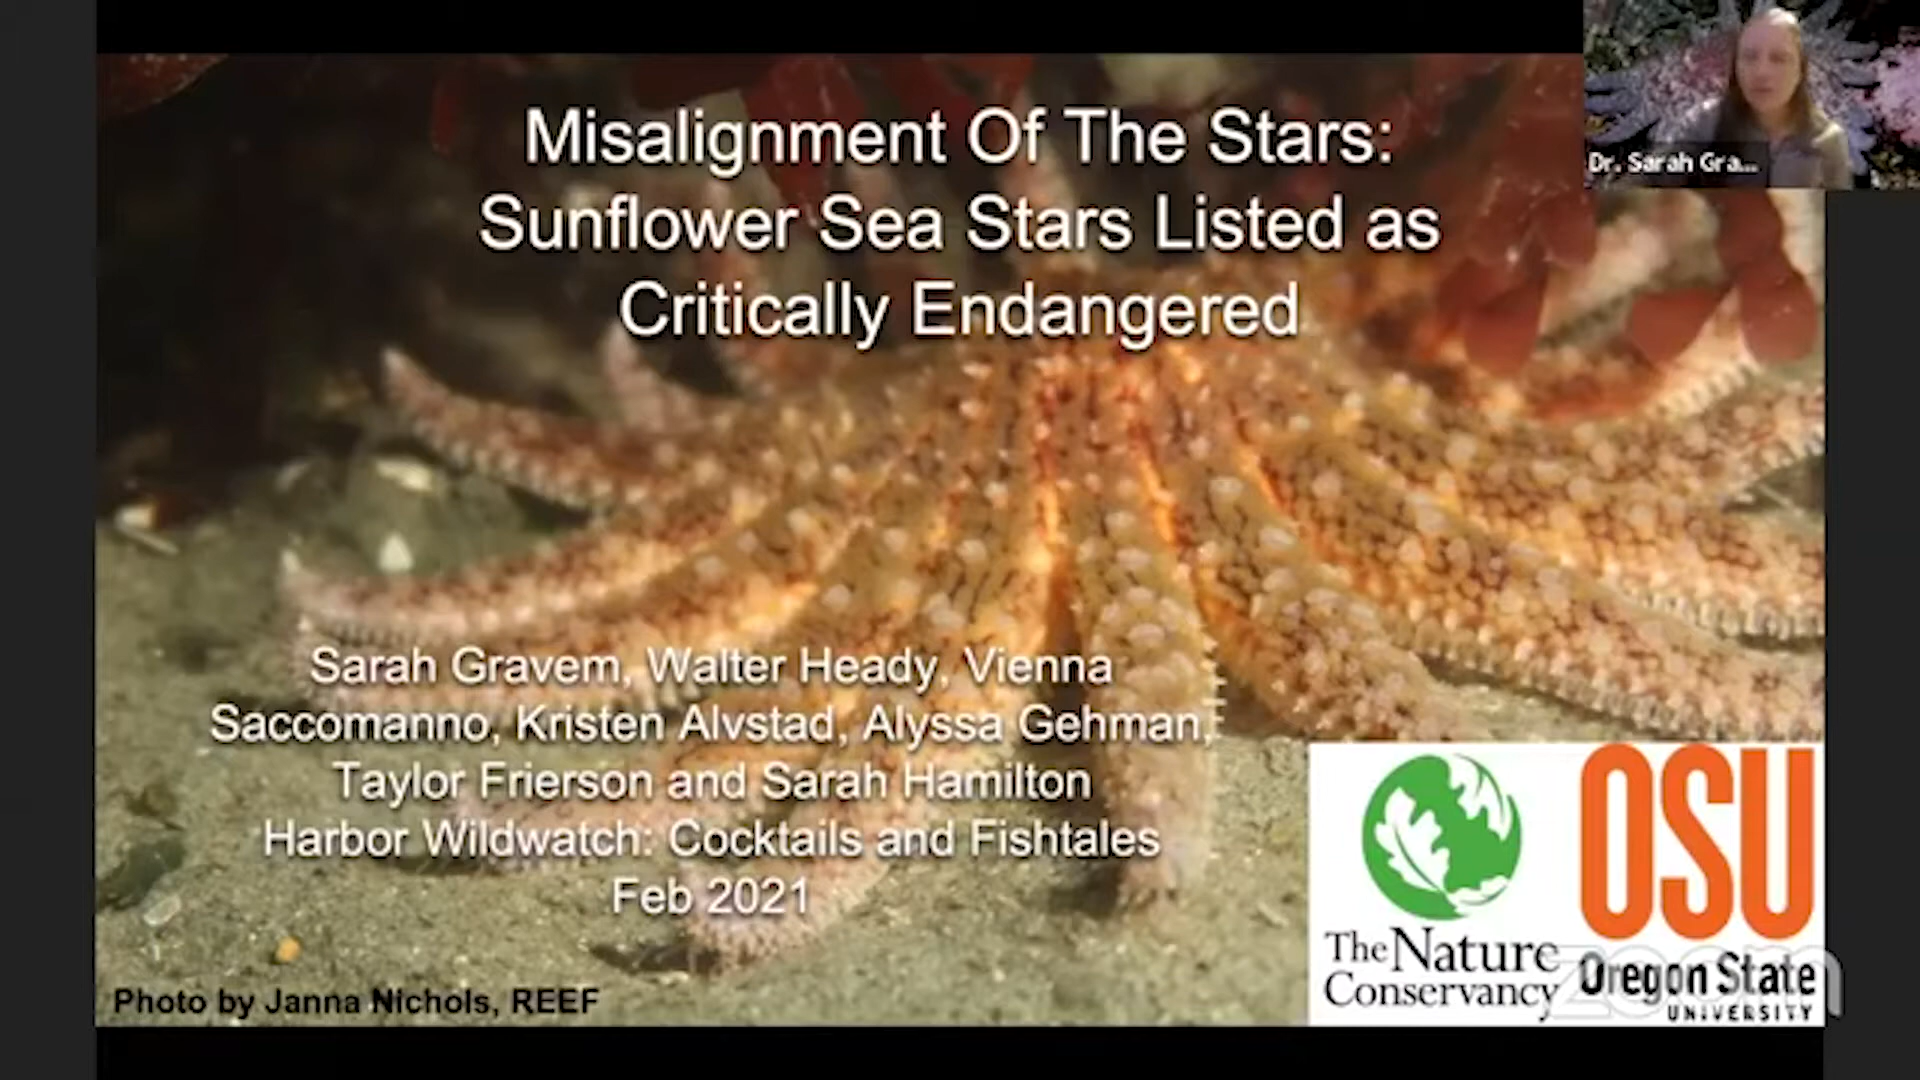 Misalignment Of The Stars:
Sunflower Sea Stars Listed as
Critically Endangered
Dr. Sarah Gra...
Sarah Gravem, Walter Heady, Vienna
Saccomanno, Kristen Alvstad, Alyssa Gehman,
Taylor Frierson and Sarah Hamilton
Harbor Wildwatch: Cocktails and Fishtales
Feb 2021
Photo by Janna Nichols, REEF
The Nature
Conservancy
OSU
Oregon State
UNIVERSITY
zoom